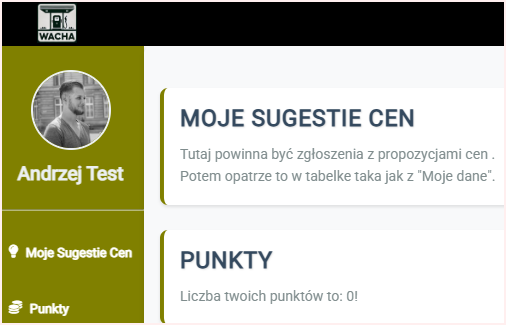 WACHA
Andrzej Test
Moje Sugestie Cen
Punkty
MOJE SUGESTIE CEN
Tutaj powinna być zgłoszenia z propozycjami cen .
Potem opatrze to w tabelke taka jak z "Moje dane".
PUNKTY
Liczba twoich punktów to: 0!